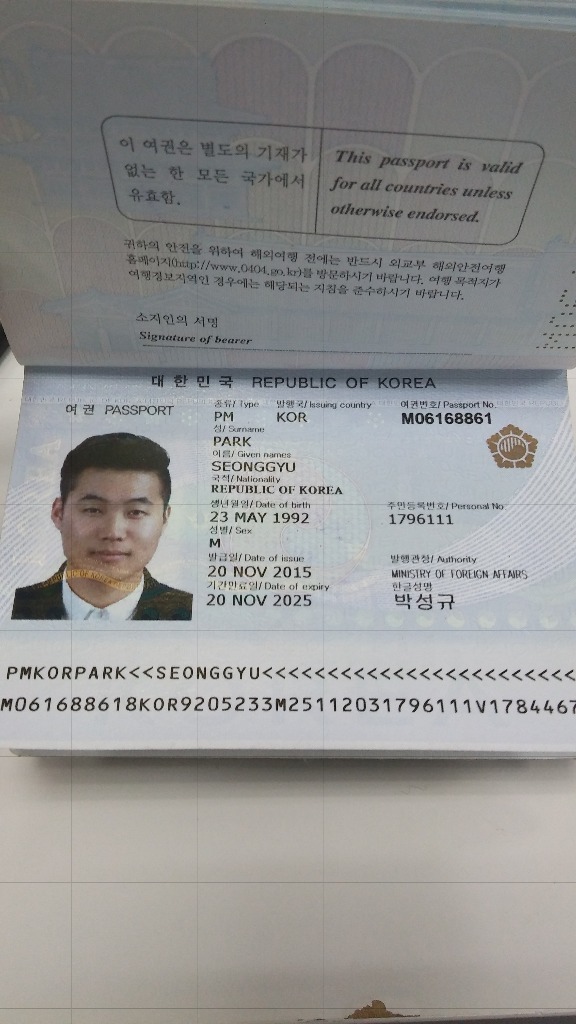 이 여권은 별도의 기재가
없는 한 모든 국가에서
유효함.
This passport is valid
for all countries unless
otherwise endorsed.
귀하의 안전을 위하여 해외여행 전에는 반드시 외교부 해외안전여행
홈페이지(http://www.0404.go.kr)를 방문하시기 바랍니다. 여행 목적지가
여행경보지역인 경우에는 해당되는 지침을 준수하시기 바랍니다.
소지인의 서명
Signature of bearer
대한민국 REPUBLIC OF KOREA
여권 PASSPORT
종류/ Type 발행국/ Issuing country 여권번호/ Passport No.
PM KOR M06168861
성/ Surname
PARK
이름/ Given names
SEONGGYU
국적/ Nationality
REPUBLIC OF KOREA
생년월일/ Date of birth 주민등록번호/ Personal No
23 MAY 1992 1796111
성별/ Sex
M
발급일/ Date of issue 발행관청/ Authority
20 NOV 2015 MINISTRY OF FOREIGN AFFAIRS
기간만료일/ Date of expiry 한글성명
20 NOV 2025 박성규
PMKORPARK<<SEONGGYU<<<<<<<<<<<<<<<<<<<<<<<<<
M061688618KOR9205233M25112031796111V1784467